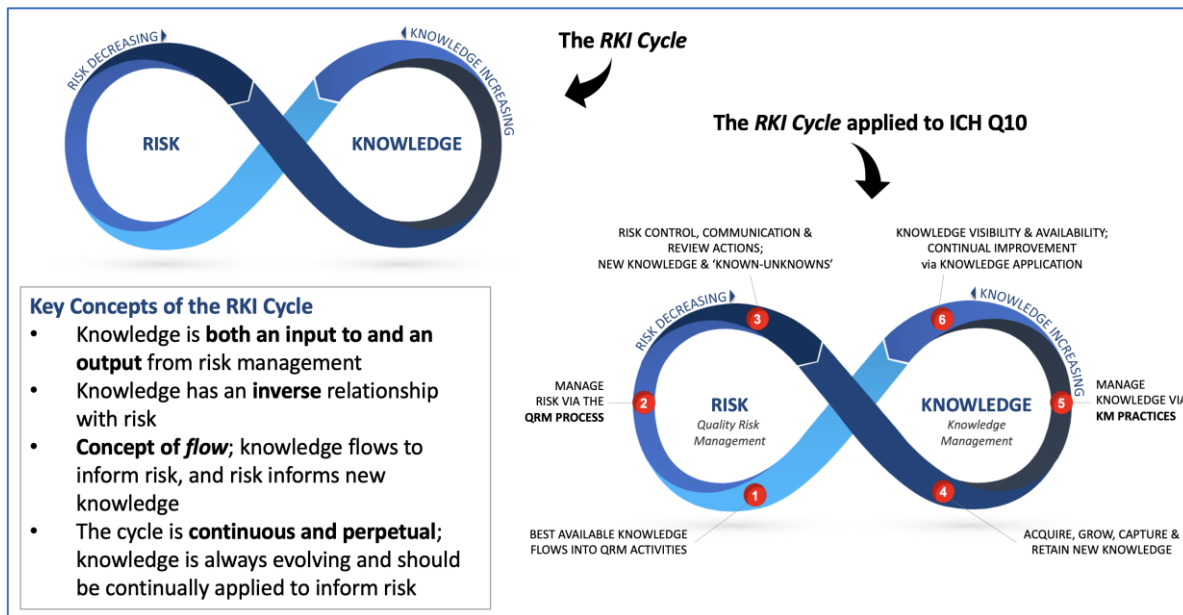 The RKI Cycle
RISK DECREASING
KNOWLEDGE INCREASING
RISK
KNOWLEDGE
Key Concepts of the RKI Cycle
• Knowledge is both an input to and an
output from risk management
• Knowledge has an inverse relationship
with risk
• Concept of flow; knowledge flows to
inform risk, and risk informs new
knowledge
• The cycle is continuous and perpetual;
knowledge is always evolving and should
be continually applied to inform risk
The RKI Cycle applied to ICH Q10
RISK CONTROL, COMMUNICATION &
REVIEW ACTIONS;
NEW KNOWLEDGE & ‘KNOWN-UNKNOWNS’
KNOWLEDGE VISIBILITY & AVAILABILITY;
CONTINUAL IMPROVEMENT
via KNOWLEDGE APPLICATION
RISK DECREASING
KNOWLEDGE INCREASING
3
6
MANAGE
RISK VIA THE
QRM PROCESS
2
RISK
Quality Risk
Management
KNOWLEDGE
Knowledge
Management
5
MANAGE
KNOWLEDGE VIA
KM PRACTICES
1
4
BEST AVAILABLE KNOWLEDGE
FLOWS INTO QRM ACTIVITIES
ACQUIRE, GROW, CAPTURE &
RETAIN NEW KNOWLEDGE